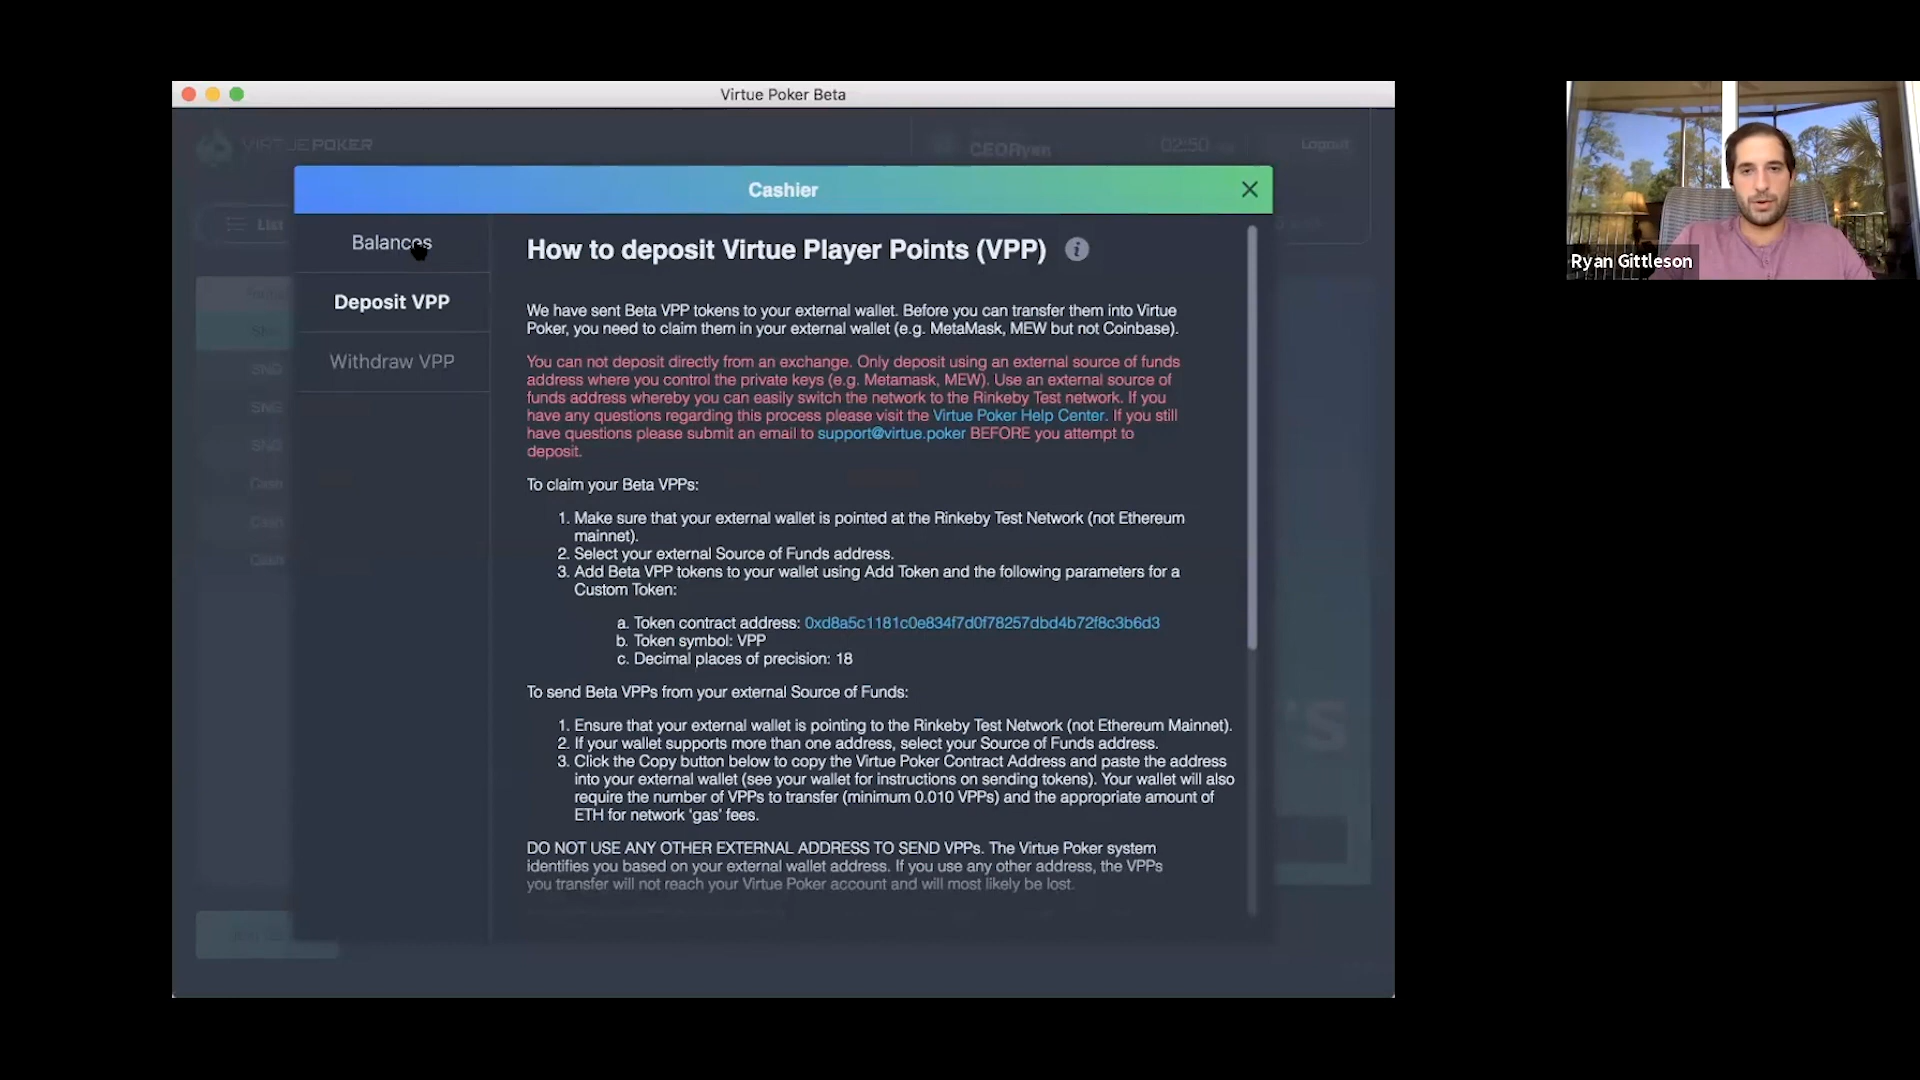 Virtue Poker Beta
VIRTUE POKER
CEORyan
02:50
Logout
List
Cashier
Balances
Deposit VPP
Withdraw VPP
How to deposit Virtue Player Points (VPP)
We have sent Beta VPP tokens to your external wallet. Before you can transfer them into Virtue
Poker, you need to claim them in your external wallet (e.g. MetaMask, MEW but not Coinbase).
You can not deposit directly from an exchange. Only deposit using an external source of funds
address where you control the private keys (e.g. Metamask, MEW). Use an external source of
funds address whereby you can easily switch the network to the Rinkeby Test network. If you
have any questions regarding this process please visit the Virtue Poker Help Center. If you still
have questions please submit an email to support@virtue.poker BEFORE you attempt to
deposit.
To claim your Beta VPPs:
1. Make sure that your external wallet is pointed at the Rinkeby Test Network (not Ethereum
mainnet).
2. Select your external Source of Funds address.
3. Add Beta VPP tokens to your wallet using Add Token and the following parameters for a
Custom Token:
a. Token contract address: 0xd8a5c1181c0e834f7d0f78257dbd4b72f8c3b6d3
b. Token symbol: VPP
c. Decimal places of precision: 18
To send Beta VPPs from your external Source of Funds:
1. Ensure that your external wallet is pointing to the Rinkeby Test Network (not Ethereum Mainnet).
2. If your wallet supports more than one address, select your Source of Funds address.
3. Click the Copy button below to copy the Virtue Poker Contract Address and paste the address
into your external wallet (see your wallet for instructions on sending tokens). Your wallet will also
require the number of VPPs to transfer (minimum 0.010 VPPs) and the appropriate amount of
ETH for network ‘gas’ fees.
DO NOT USE ANY OTHER EXTERNAL ADDRESS TO SEND VPPs. The Virtue Poker system
identifies you based on your external wallet address. If you use any other address, the VPPs
you transfer will not reach your Virtue Poker account and will most likely be lost.
SNG
SNG
SNG
Cash
Cash
Cash
Ryan Gittleson